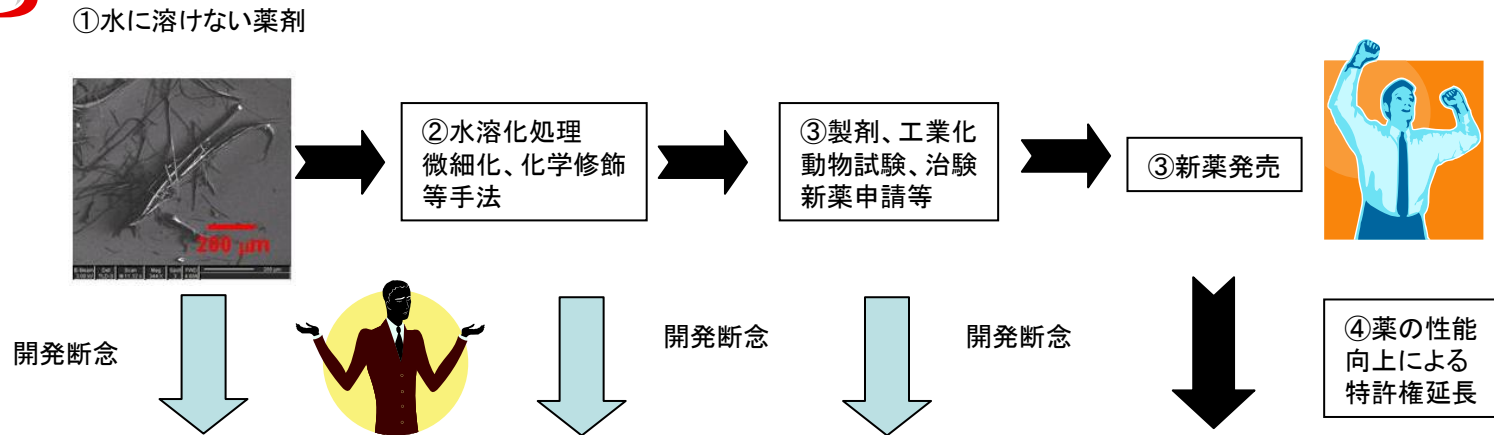 ①水に溶けない薬剤
280 μm
②水溶化処理
微細化、化学修飾
等手法
③製剤、工業化
動物試験、治験
新薬申請等
③新薬発売
開発断念
開発断念
開発断念
④薬の性能
向上による
特許権延長